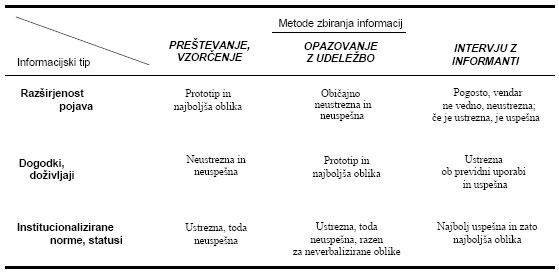 Metode zbiranja informacij
Informacijski tip
PREŠTEVANJE,
VZORČENJE
OPAZOVANJE
Z UDELEŽBO
INTERVJU Z
INFORMANTI
Razširjenost
pojava
Prototip in
najboljša oblika
Običajno
neustrezna in
neuspešna
Pogosto, vendar
ne vedno, neustrezna;
če je ustrezna, je uspešna
Dogodki,
doživljaji
Neustrezna in
neuspešna
Prototip in
najboljša oblika
Ustrezna
ob previdni uporabi
in uspešna
Institucionalizirane
norme, statusi
Ustrezna, toda
neuspešna
Ustrezna, toda
neuspešna, razen
za neverbalizirane oblike
Najbolj uspešna in zato
najboljša oblika